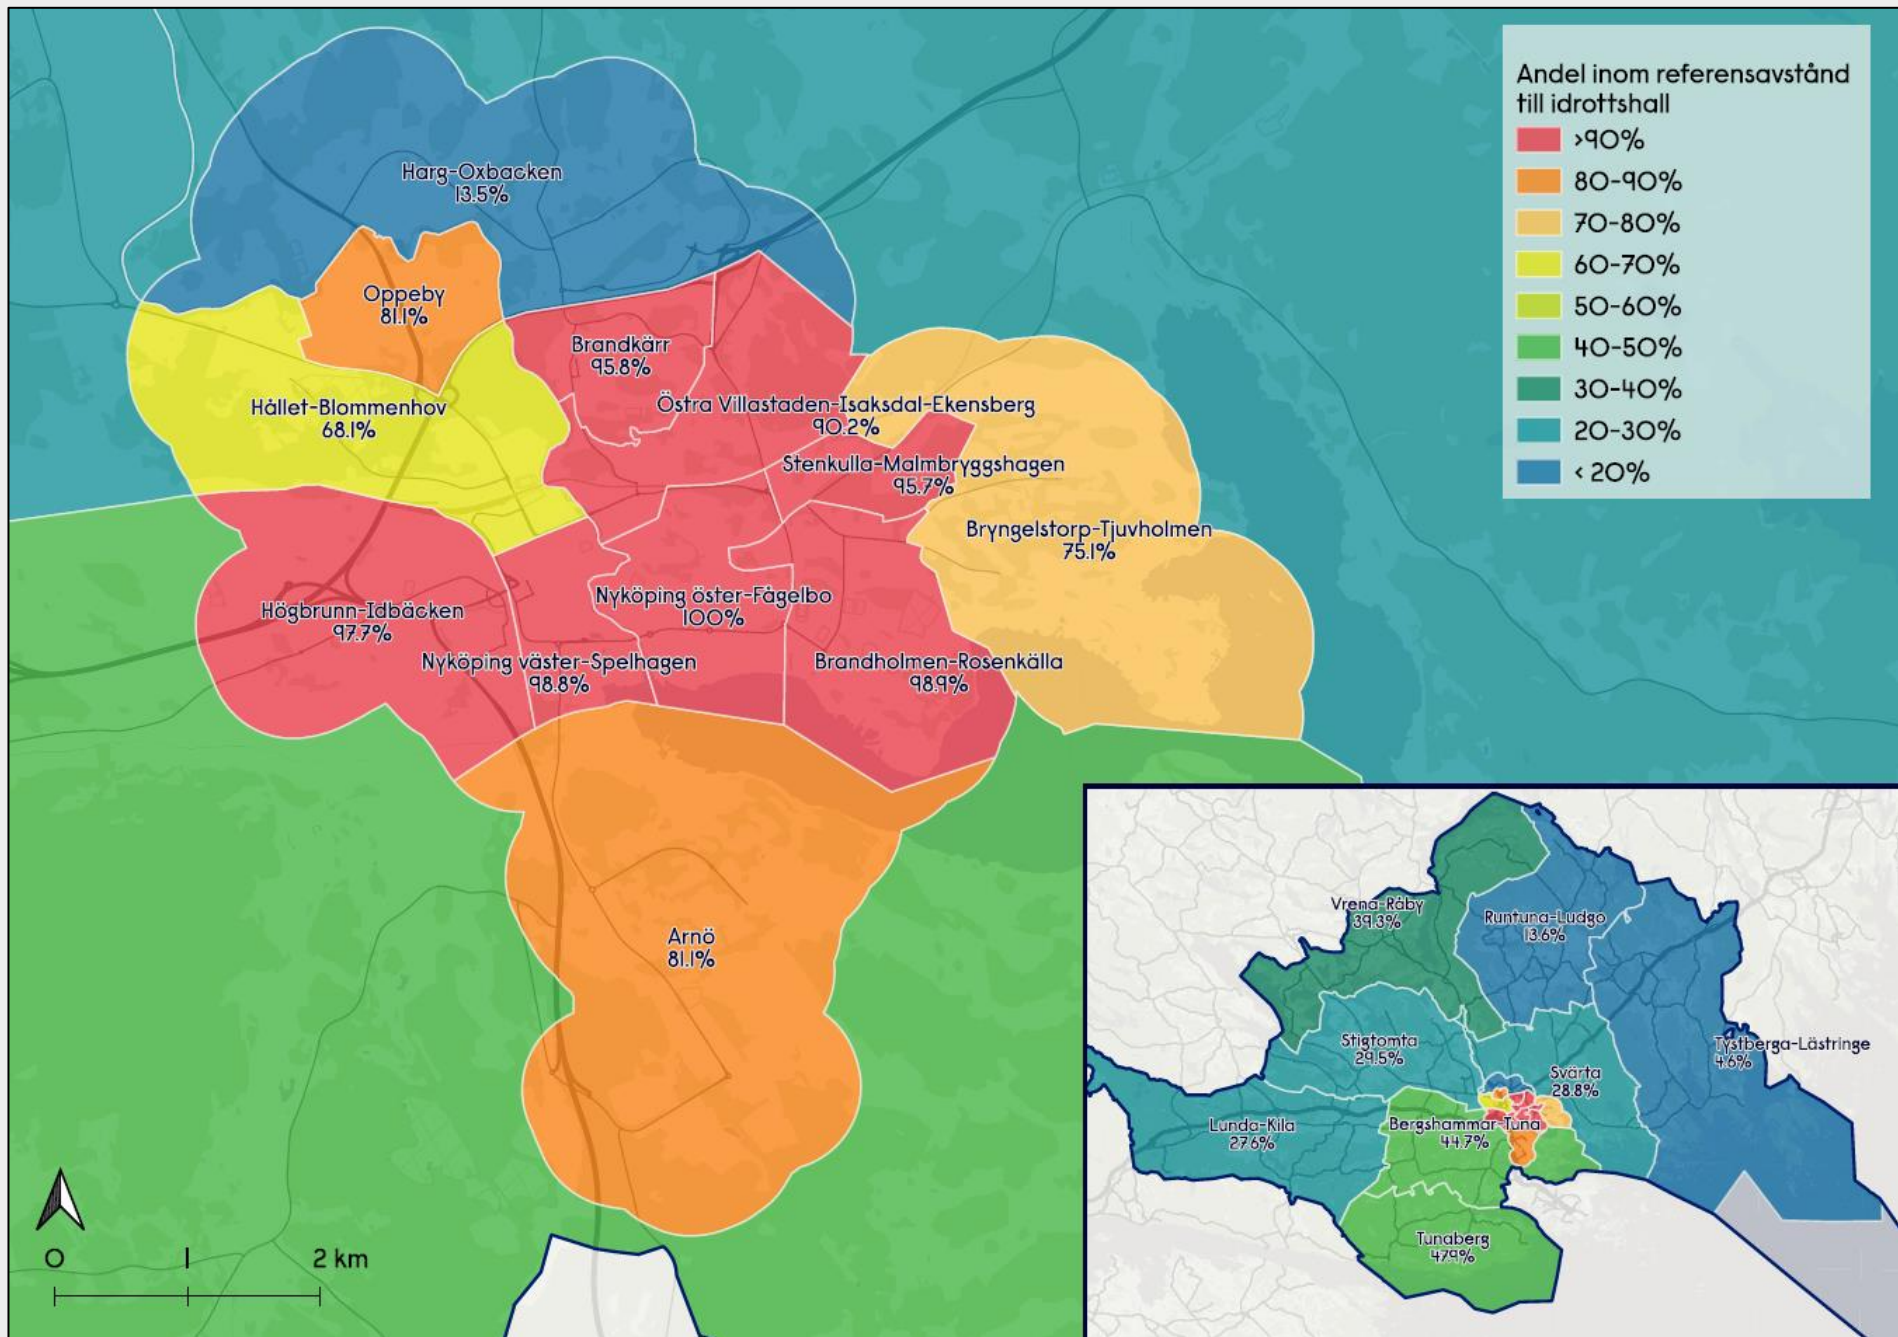 Andel inom referensavstånd
till idrottshall
>90%
80-90%
70-80%
60-70%
50-60%
40-50%
30-40%
20-30%
< 20%
Harg-Oxbacken
13.5%
Oppeby
81.1%
Brandkärr
95.8%
Hållet-Blommenhov
68.1%
Östra Villastaden-Isaksdal-Ekensberg
90.2%
Stenkulla-Malmbryggshagen
95.7%
Bryngelstorp-Tjuvholmen
75.1%
Nyköping öster-Fågelbo
100%
Högbrunn-Idbäcken
97.7%
Nyköping väster-Spelhagen
98.8%
Brandholmen-Rosenkälla
98.9%
Arnö
81.1%
0 1 2 km
Vrena-Råby
39.3%
Runtuna-Ludgo
13.6%
Stigtomta
29.5%
Tystberga-Lästringe
4.6%
Svärta
28.8%
Lunda-Kila
27.6%
Bergshammar-Tuna
44.7%
Tunaberg
47.9%